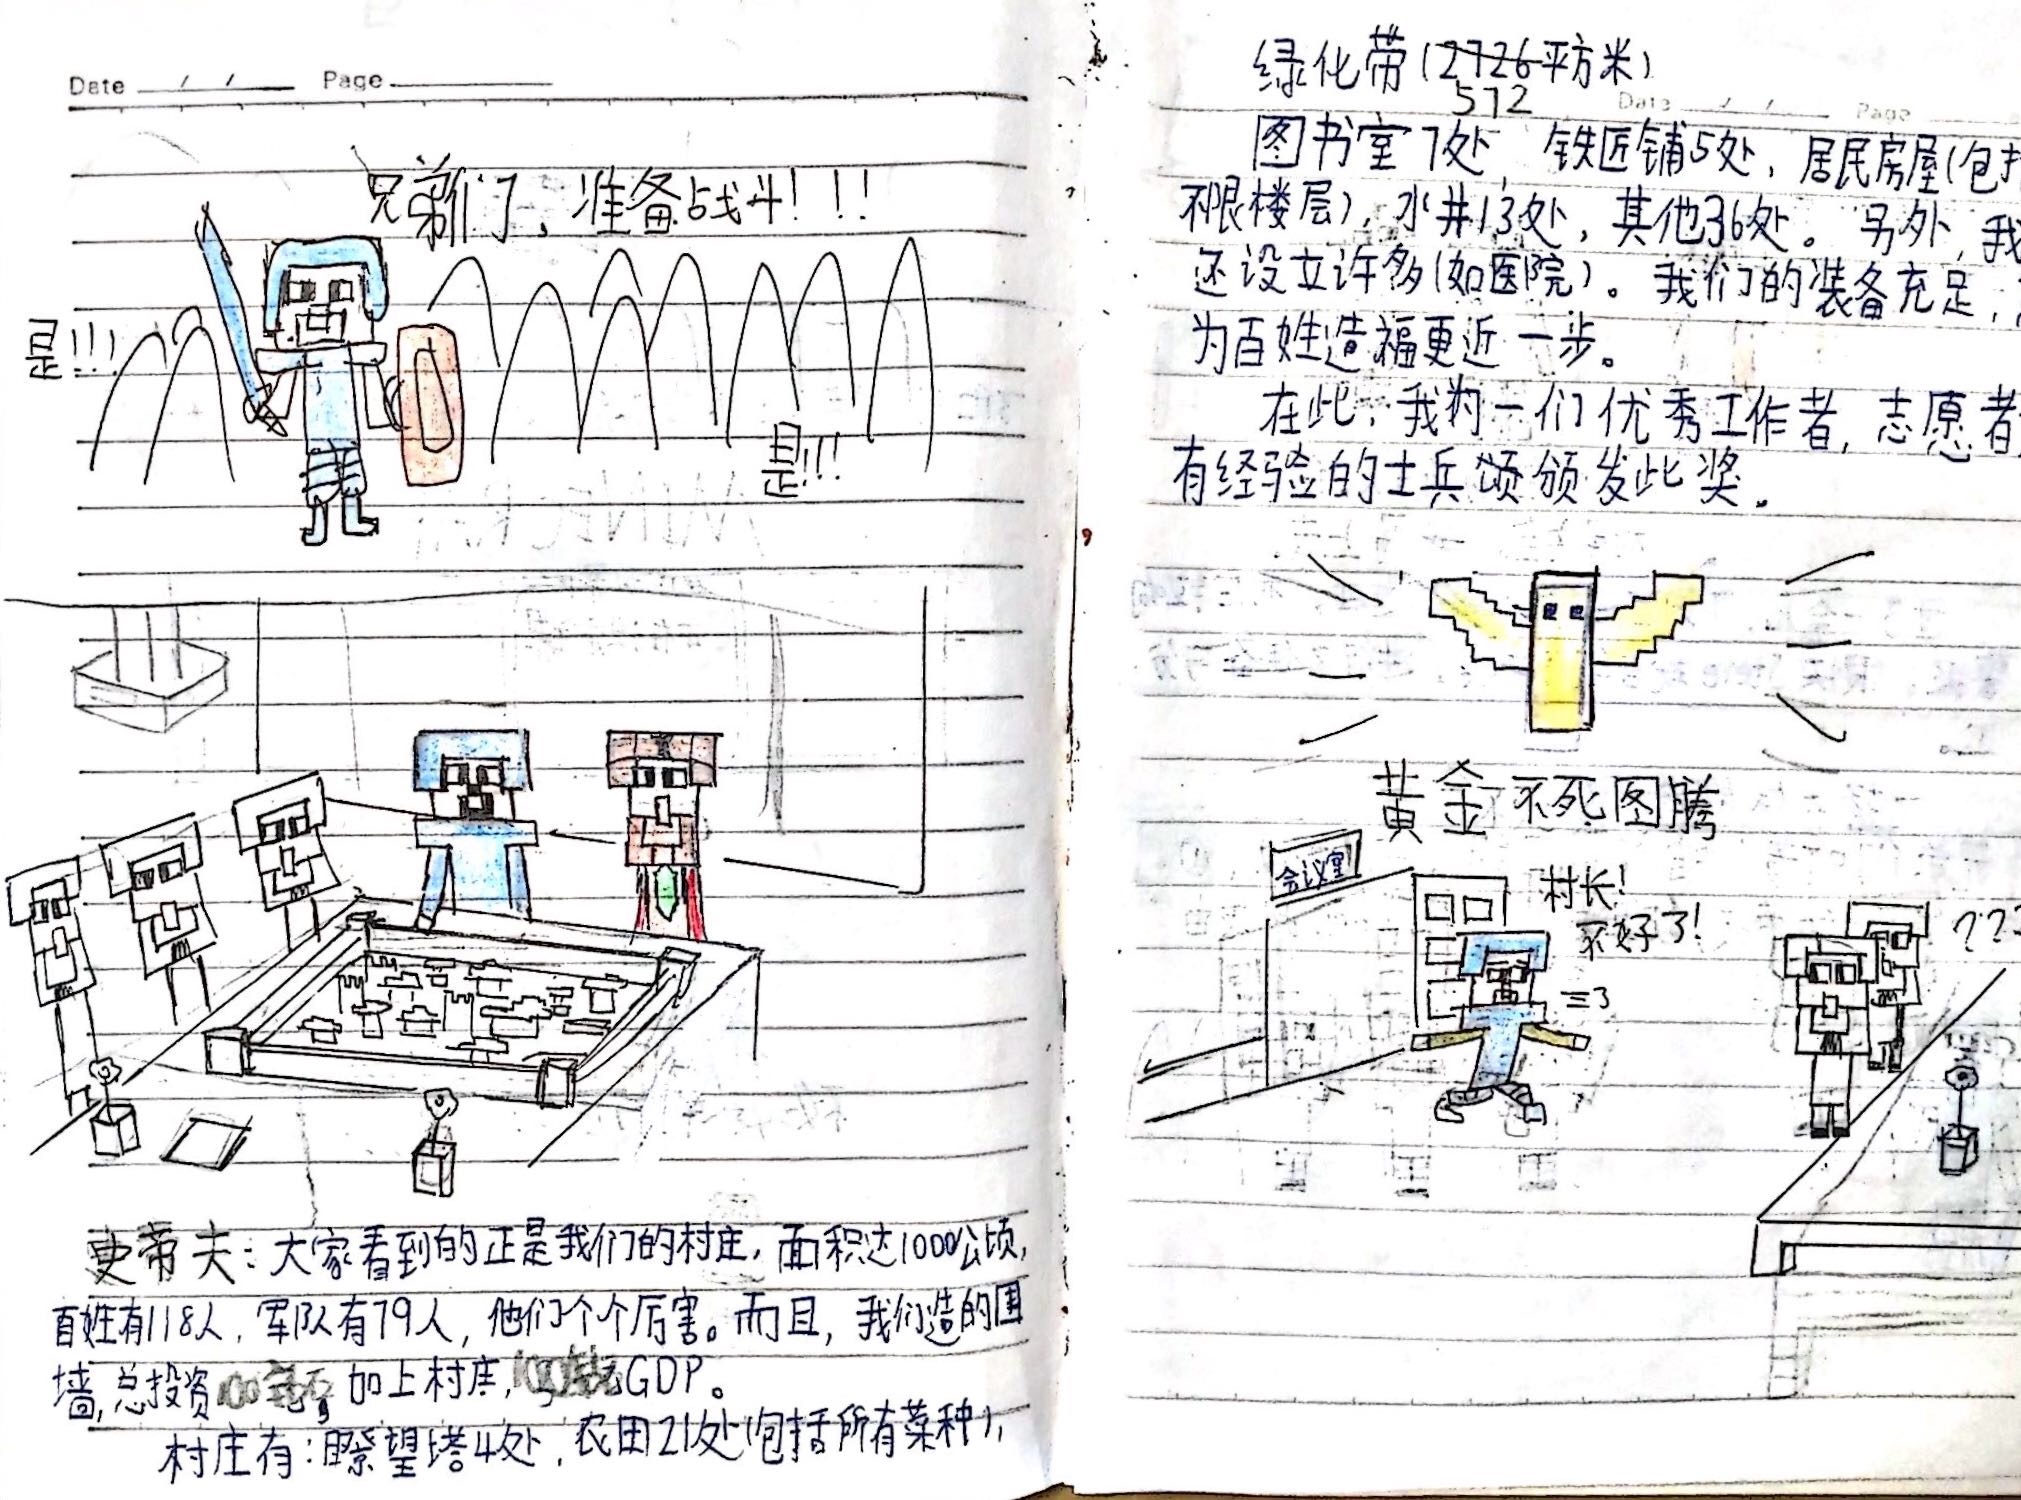 Date / / Page
兄弟们,准备战斗!!!
是!!!
是!!!
史蒂夫:大家看到的正是我们的村庄,面积达1000公顷,
百姓有118人,军队有79人,他们个个厉害。而且,我们造的围
墙,总投资 加上村庄, GDP。
村庄有:瞭望塔4处,农田21处(包括所有菜种),
绿化带(2726平方米)
572
Date / / Page
图书室7处,铁匠铺5处,居民房屋(包括
不限楼层),水井13处,其他36处。另外,我
还设立许多(如医院)。我们的装备充足,
为百姓造福更近一步。
在此,我为一们优秀工作者,志愿者
有经验的士兵颂颁发此奖。
黄金不死图腾
会议室
村长!
不好了!
???